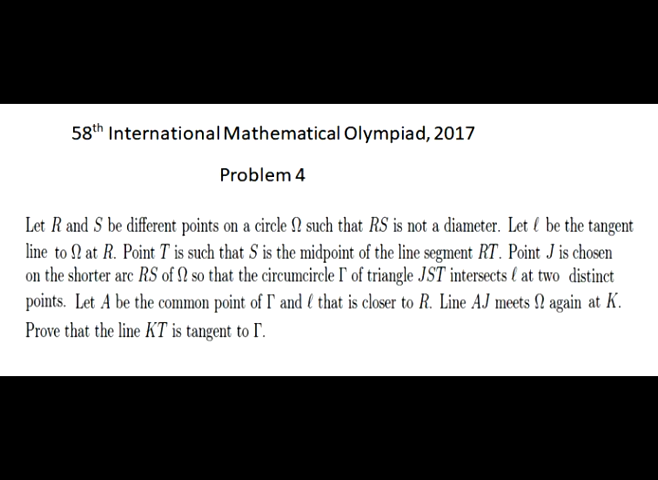 58th International Mathematical Olympiad, 2017
Problem 4
Let R and S be different points on a circle Ω such that RS is not a diameter. Let ℓ be the tangent
line to Ω at R. Point T is such that S is the midpoint of the line segment RT. Point J is chosen
on the shorter arc RS of Ω so that the circumcircle Γ of triangle JST intersects ℓ at two distinct
points. Let A be the common point of Γ and ℓ that is closer to R. Line AJ meets Ω again at K.
Prove that the line KT is tangent to Γ.